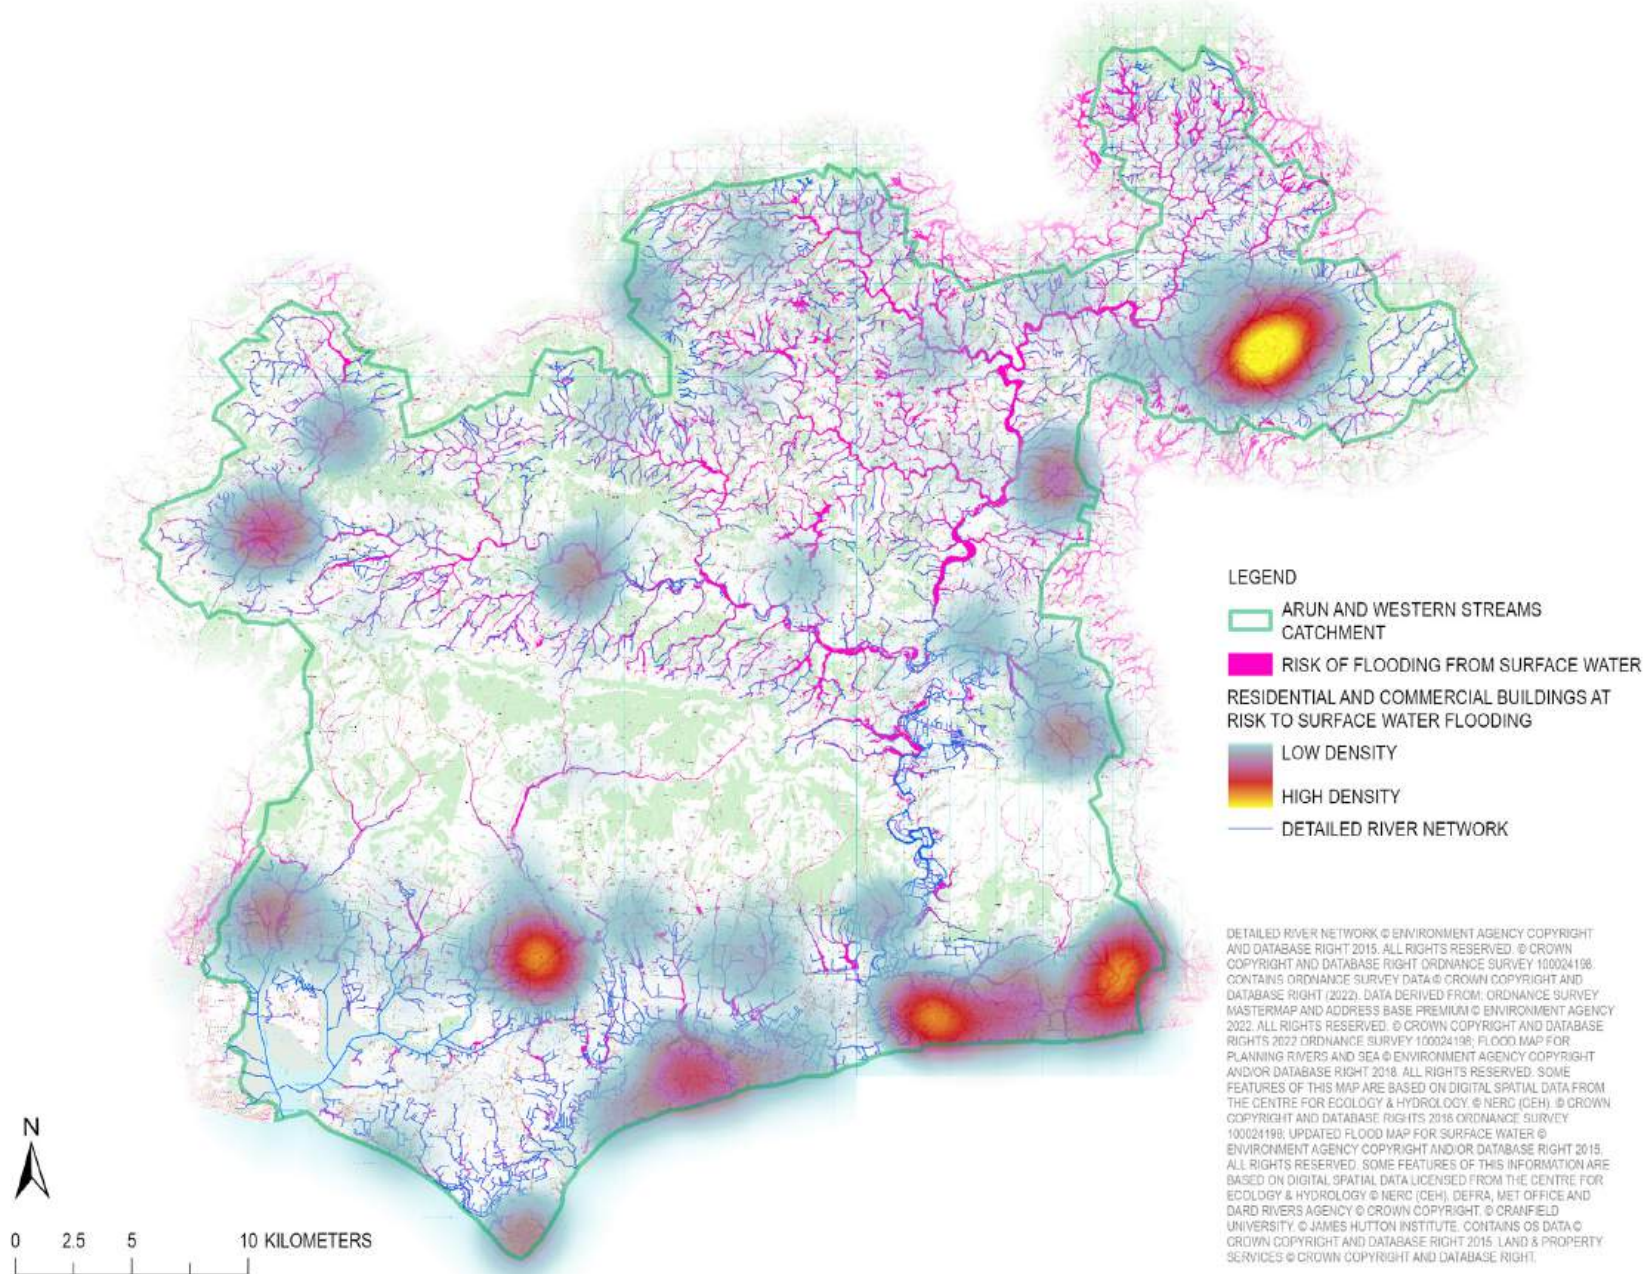 LEGEND
ARUN AND WESTERN STREAMS
CATCHMENT
RISK OF FLOODING FROM SURFACE WATER
RESIDENTIAL AND COMMERCIAL BUILDINGS AT
RISK TO SURFACE WATER FLOODING
LOW DENSITY
HIGH DENSITY
DETAILED RIVER NETWORK
DETAILED RIVER NETWORK © ENVIRONMENT AGENCY COPYRIGHT
AND DATABASE RIGHT 2015. ALL RIGHTS RESERVED. © CROWN
COPYRIGHT AND DATABASE RIGHT ORDNANCE SURVEY 100024198.
CONTAINS ORDNANCE SURVEY DATA © CROWN COPYRIGHT AND
DATABASE RIGHT (2022). DATA DERIVED FROM: ORDNANCE SURVEY
MASTERMAP AND ADDRESS BASE PREMIUM © ENVIRONMENT AGENCY
2022. ALL RIGHTS RESERVED. © CROWN COPYRIGHT AND DATABASE
RIGHTS 2022 ORDNANCE SURVEY 100024198; FLOOD MAP FOR
PLANNING RIVERS AND SEA © ENVIRONMENT AGENCY COPYRIGHT
AND/OR DATABASE RIGHT 2018. ALL RIGHTS RESERVED. SOME
FEATURES OF THIS MAP ARE BASED ON DIGITAL SPATIAL DATA FROM
THE CENTRE FOR ECOLOGY & HYDROLOGY. © NERC (CEH). © CROWN
COPYRIGHT AND DATABASE RIGHTS 2018 ORDNANCE SURVEY
100024198; UPDATED FLOOD MAP FOR SURFACE WATER ©
ENVIRONMENT AGENCY COPYRIGHT AND/OR DATABASE RIGHT 2015.
ALL RIGHTS RESERVED. SOME FEATURES OF THIS INFORMATION ARE
BASED ON DIGITAL SPATIAL DATA LICENSED FROM THE CENTRE FOR
ECOLOGY & HYDROLOGY © NERC (CEH). DEFRA, MET OFFICE AND
DARD RIVERS AGENCY © CROWN COPYRIGHT. © CRANFIELD
UNIVERSITY. © JAMES HUTTON INSTITUTE. CONTAINS OS DATA ©
CROWN COPYRIGHT AND DATABASE RIGHT 2015. LAND & PROPERTY
SERVICES © CROWN COPYRIGHT AND DATABASE RIGHT.
N
0 2.5 5 10 KILOMETERS